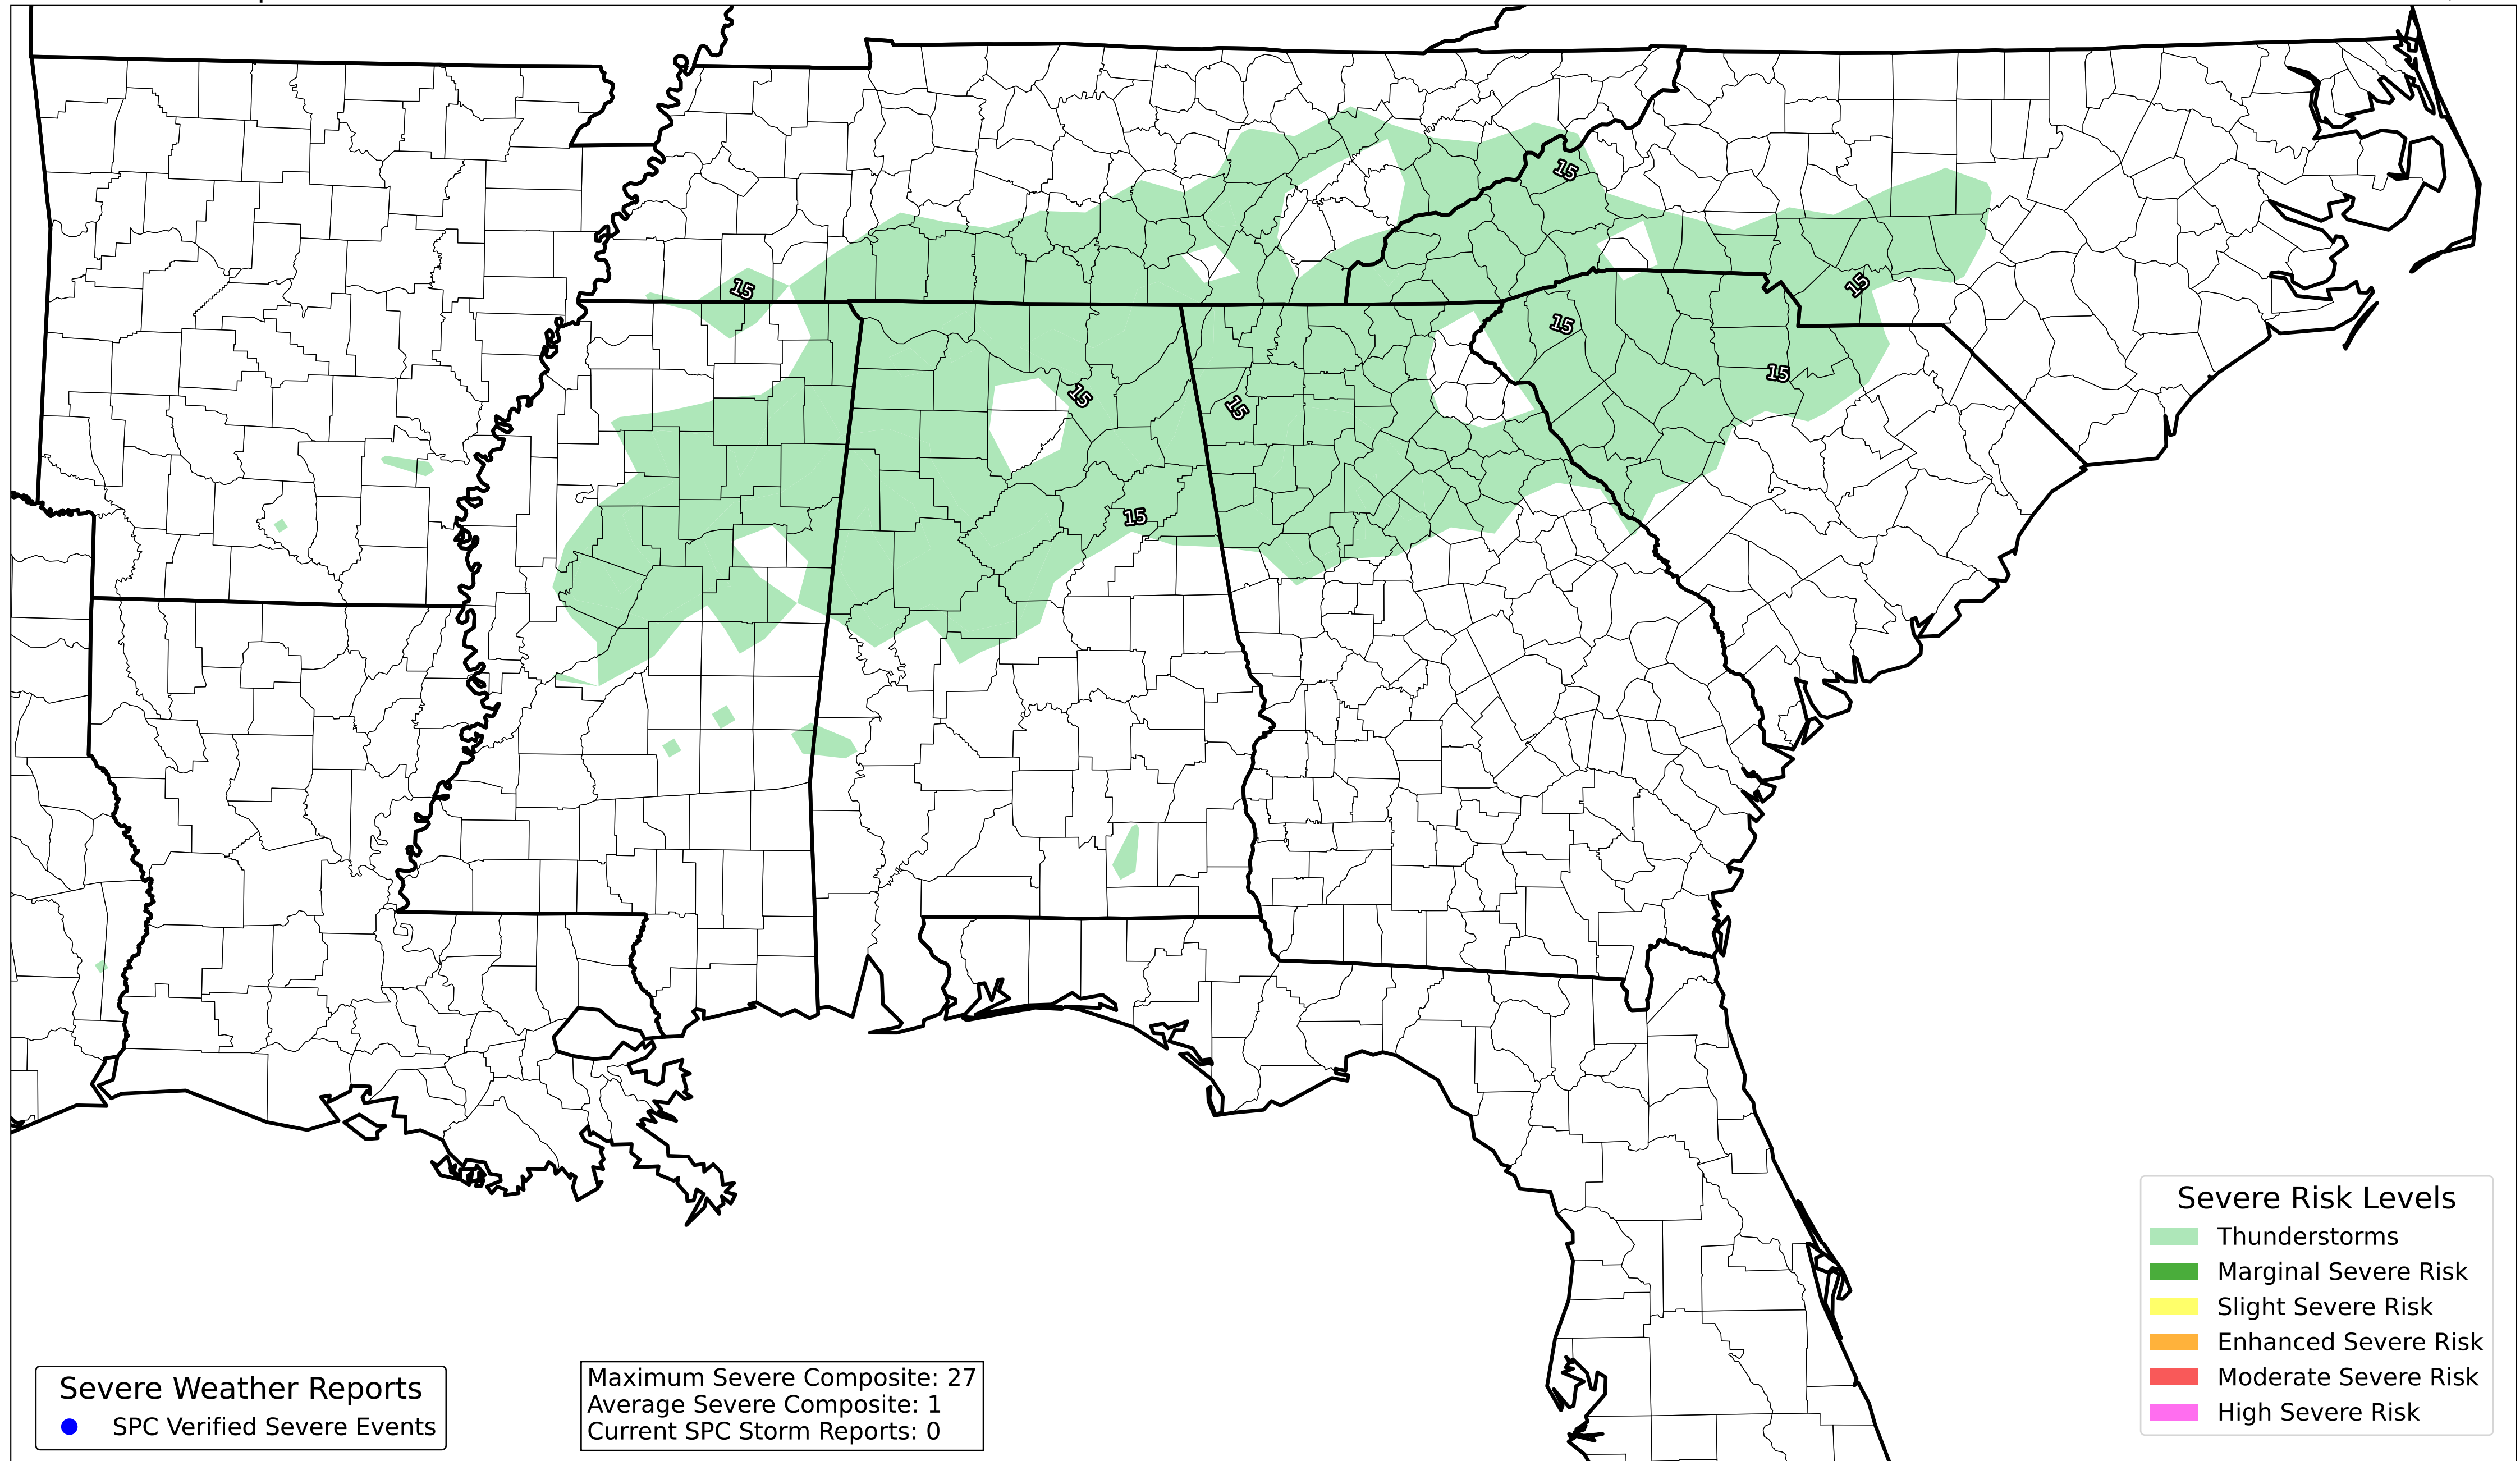 15
15
15
15
15
15
15
15
Severe Risk Levels
Thunderstorms
Marginal Severe Risk
Slight Severe Risk
Enhanced Severe Risk
Moderate Severe Risk
High Severe Risk
Severe Weather Reports
SPC Verified Severe Events
Maximum Severe Composite: 27
Average Severe Composite: 1
Current SPC Storm Reports: 0